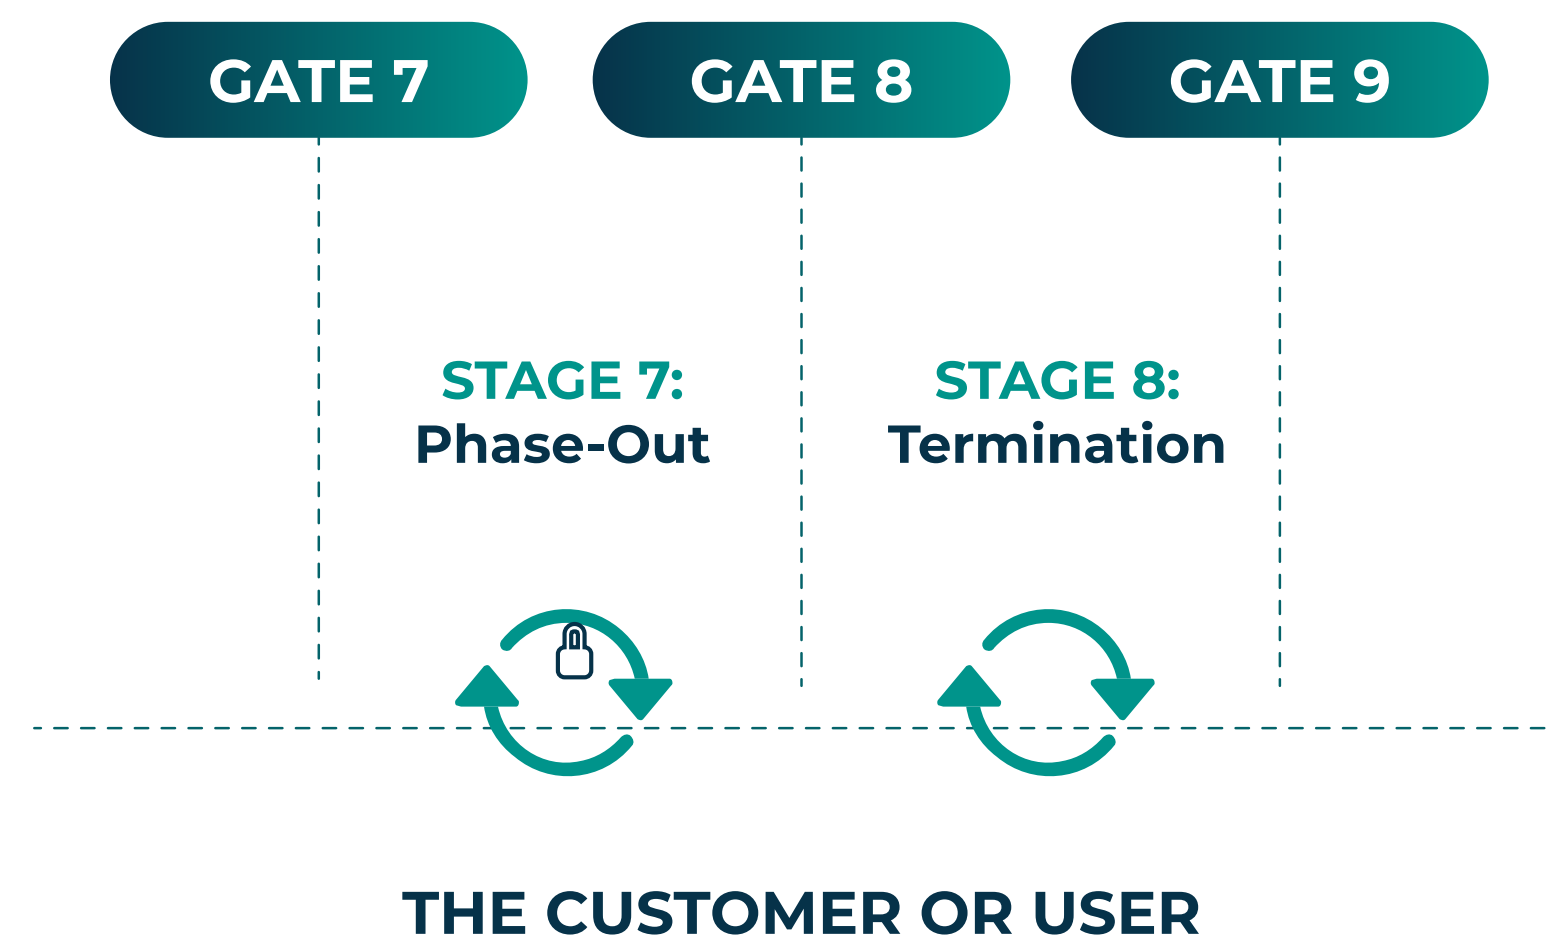 GATE 7
GATE 8
GATE 9
STAGE 7:
Phase-Out
STAGE 8:
Termination
THE CUSTOMER OR USER